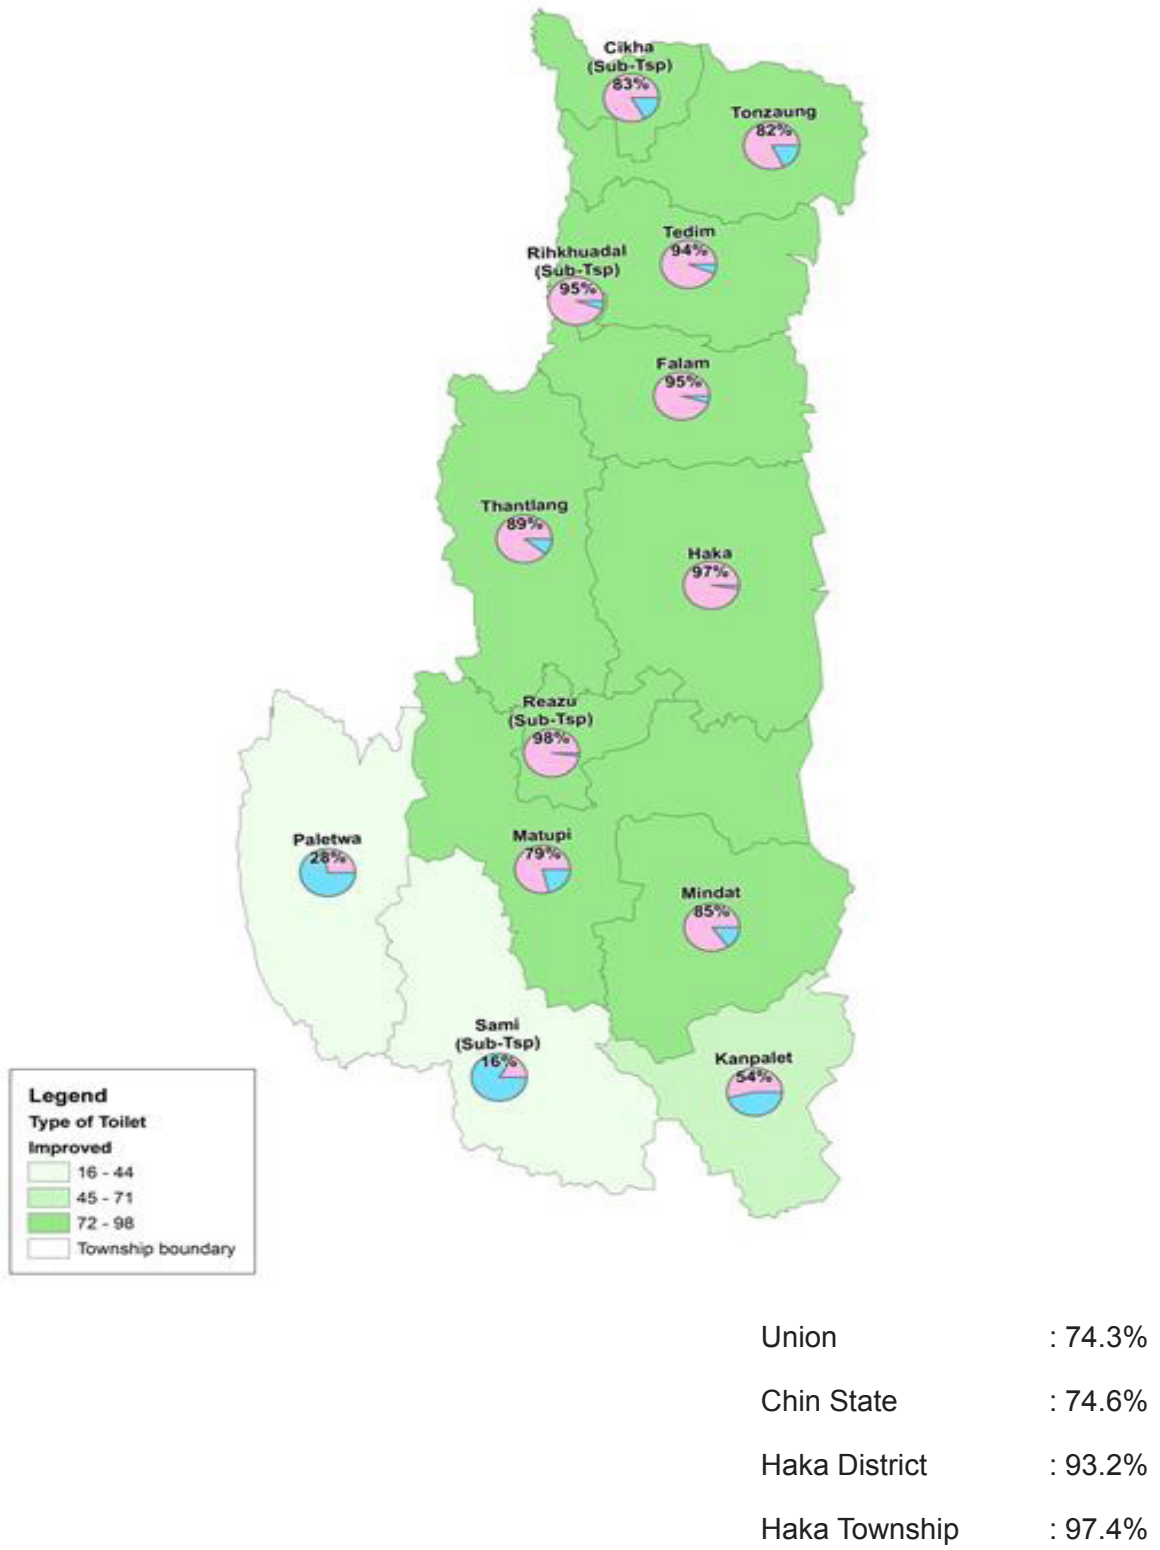 Cikha
(Sub-Tsp)
83%
Tonzaung
82%
Tedim
94%
Rihkhuadal
(Sub-Tsp)
95%
Falam
95%
Thantlang
89%
Haka
97%
Reazu
(Sub-Tsp)
98%
Paletwa
28%
Matupi
79%
Mindat
85%
Sami
(Sub-Tsp)
16%
Kanpalet
54%
Legend
Type of Toilet
Improved
16 - 44
45 - 71
72 - 98
Township boundary
Union : 74.3%
Chin State : 74.6%
Haka District : 93.2%
Haka Township : 97.4%